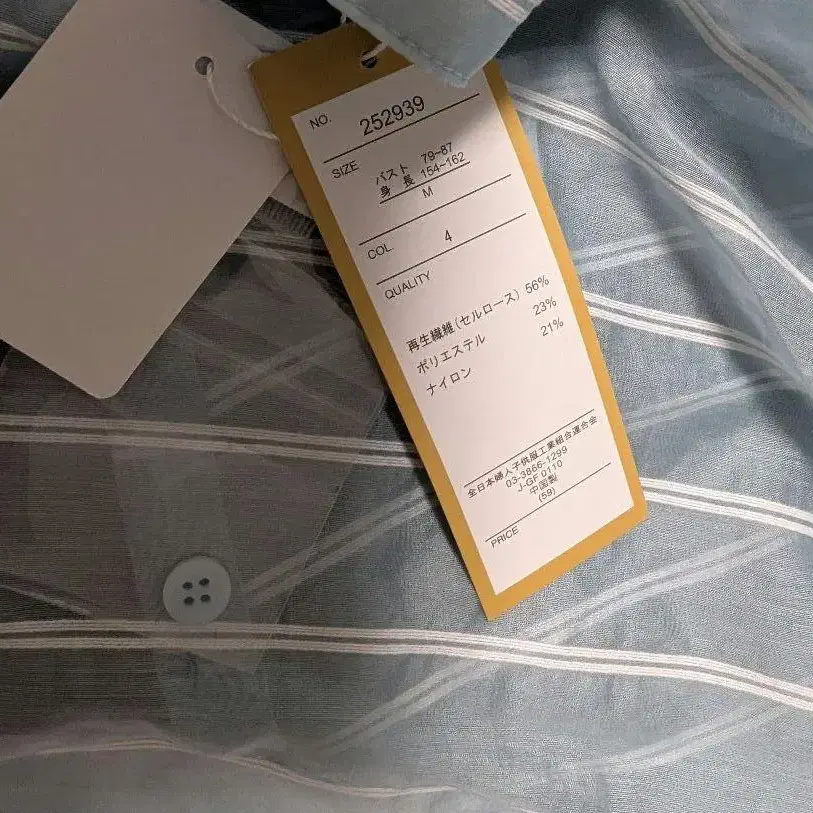 NO. 252939
SIZE
バスト 79~87
身 長 154~162
M
COL. 4
QUALITY
再生繊維(セルロース) 56%
ポリエステル 23%
ナイロン 21%
全日本婦人子供服工業組合連合会
03-3866-1299
J-GF 0110
中国製
(59)
PRICE